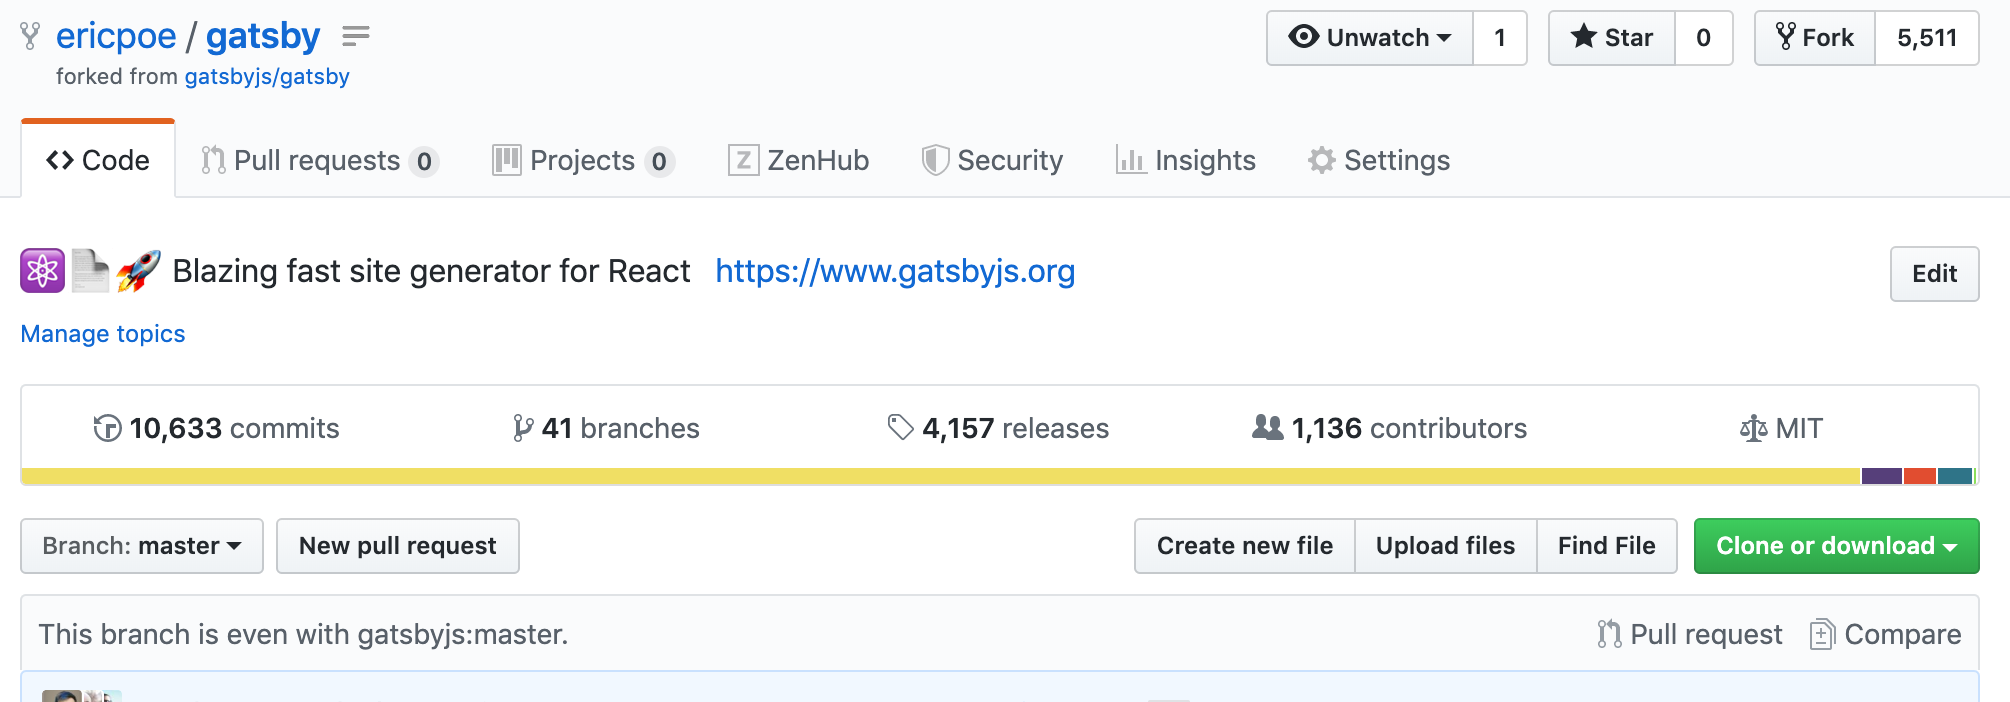 ericpoe / gatsby
Unwatch 1 Star 0 Fork 5,511
forked from gatsbyjs/gatsby
Code Pull requests 0 Projects 0 Z ZenHub Security Insights Settings
Blazing fast site generator for React https://www.gatsbyjs.org
Edit
Manage topics
10,633 commits 41 branches 4,157 releases 1,136 contributors MIT
Branch: master New pull request Create new file Upload files Find File Clone or download
This branch is even with gatsbyjs:master. Pull request Compare